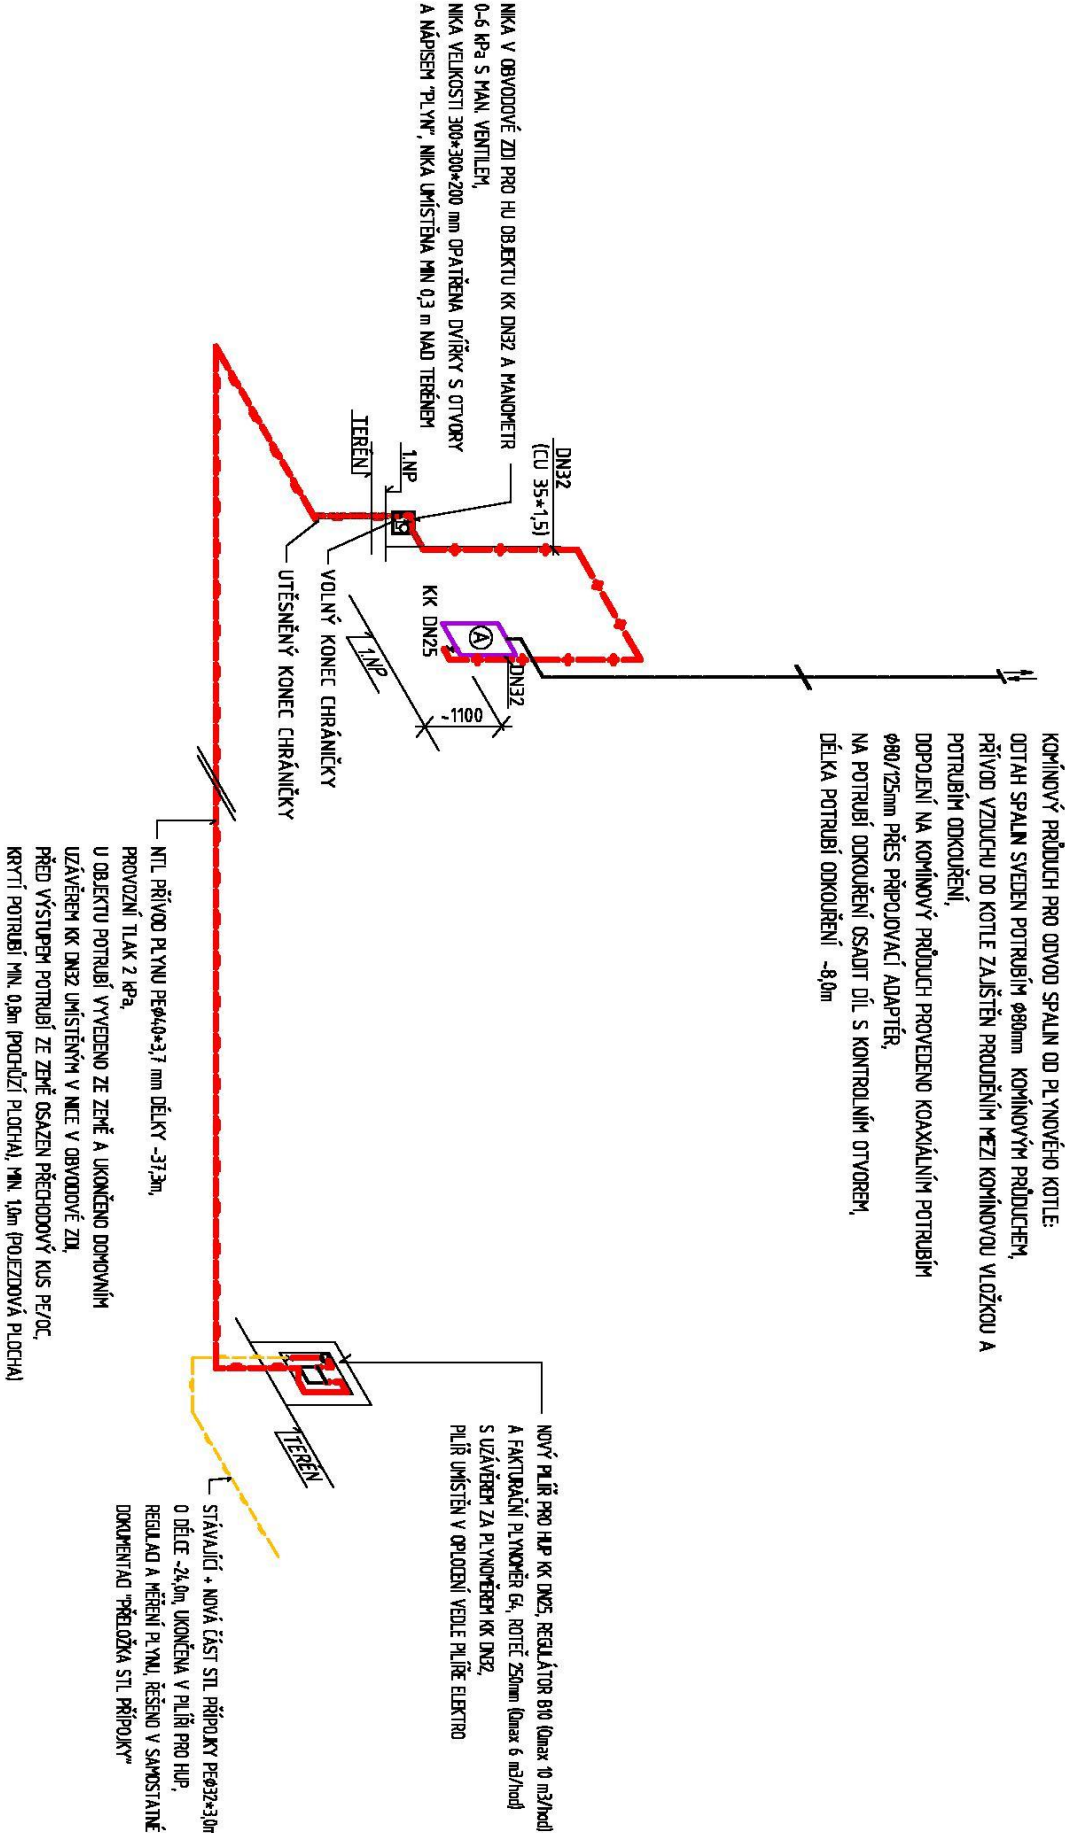 KOMÍNOVÝ PRŮDUCH PRO ODVOD SPALIN OD PLYNOVÉHO KOTLE:
ODTAH SPALIN SVEDEN POTRUBÍM Ø80mm KOMÍNOVÝM PRŮDUCHEM,
PŘÍVOD VZDUCHU DO KOTLE ZAJIŠTĚN PROUDĚNÍM MEZI KOMÍNOVOU VLOŽKOU A
POTRUBÍM ODKOUŘENÍ,
DOPOJENÍ NA KOMÍNOVÝ PRŮDUCH PROVEDENO KOAXIÁLNÍM POTRUBÍM
Ø80/125mm PŘES PŘIPOJOVACÍ ADAPTÉR,
NA POTRUBÍ ODKOUŘENÍ OSADIT DÍL S KONTROLNÍM OTVOREM,
DÉLKA POTRUBÍ ODKOUŘENÍ ~8,0m
NIKA V OBVODOVÉ ZDI PRO HU OBJEKTU KK DN32 A MANOMETR
0-6 kPa S MAN. VENTILEM,
NIKA VELIKOSTI 300*300*200 mm OPATŘENA DVÍŘKY S OTVORY
A NÁPISEM "PLYN", NIKA UMÍSTĚNA MIN 0,3 m NAD TERÉNEM
DN32
(CU 35*1,5)
1.NP
TERÉN
KK DN25
A
DN32
~1100
1.NP
VOLNÝ KONEC CHRÁNIČKY
UTĚSNĚNÝ KONEC CHRÁNIČKY
NTL PŘÍVOD PLYNU PEØ40*3,7 mm DÉLKY ~37,3m,
PROVOZNÍ TLAK 2 kPa,
U OBJEKTU POTRUBÍ VYVEDENO ZE ZEMĚ A UKONČENO DOMOVNÍM
UZÁVĚREM KK DN32 UMÍSTĚNÝM V NICE V OBVODOVÉ ZDI,
PŘED VÝSTUPEM POTRUBÍ ZE ZEMĚ OSAZEN PŘECHODOVÝ KUS PE/OC,
KRYTÍ POTRUBÍ MIN. 0,8m (POCHŮZÍ PLOCHA), MIN. 1,0m (POJEZDOVÁ PLOCHA)
NOVÝ PILÍŘ PRO HUP KK DN25, REGULÁTOR B10 (Qmax 10 m3/hod)
A FAKTURAČNÍ PLYNOMĚR G4, ROTEČ 250mm (Qmax 6 m3/hod)
S UZÁVĚREM ZA PLYNOMĚREM KK DN32,
PILÍŘ UMÍSTĚN V OPLOCENÍ VEDLE PILÍŘE ELEKTRO
TERÉN
STÁVAJÍCÍ + NOVÁ ČÁST STL PŘÍPOJKY PEØ32*3,0m
O DÉLCE ~24,0m, UKONČENA V PILÍŘI PRO HUP,
REGULACI A MĚŘENÍ PLYNU, ŘEŠENO V SAMOSTATNÉ
DOKUMENTACI "PŘELOŽKA STL PŘÍPOJKY"